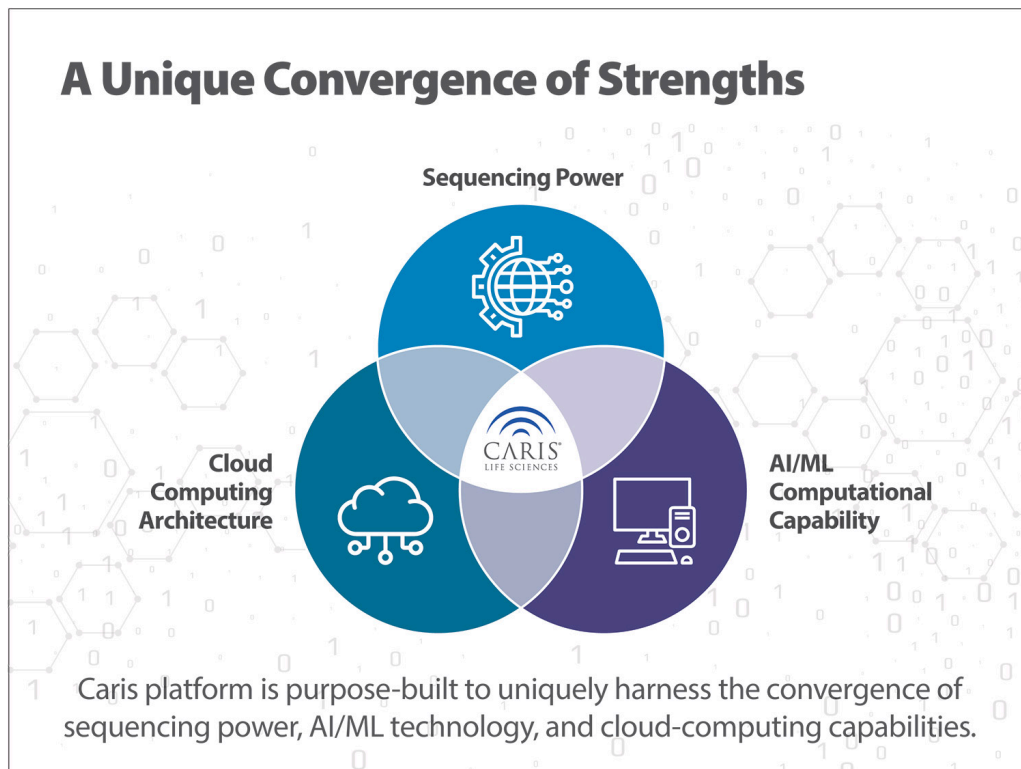 A Unique Convergence of Strengths
Sequencing Power
CARIS®
LIFE SCIENCES
Cloud
Computing
Architecture
AI/ML
Computational
Capability
Caris platform is purpose-built to uniquely harness the convergence of
sequencing power, AI/ML technology, and cloud-computing capabilities.